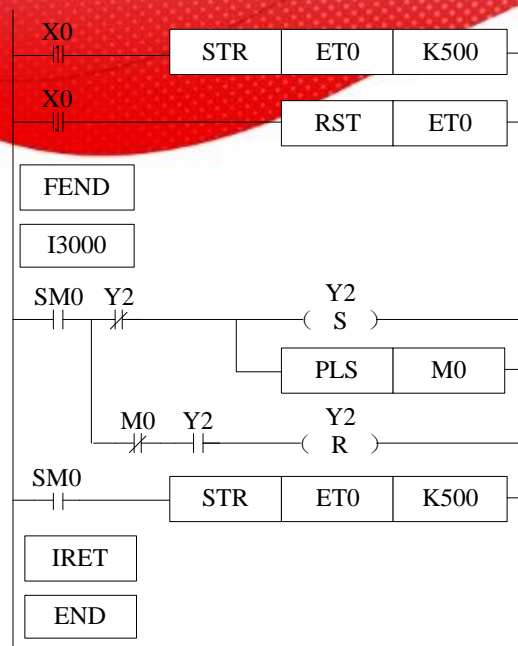 X0
STR ET0 K500
X0
RST ET0
FEND
I3000
SM0 Y2 Y2
S
PLS M0
M0 Y2 Y2
R
SM0
STR ET0 K500
IRET
END